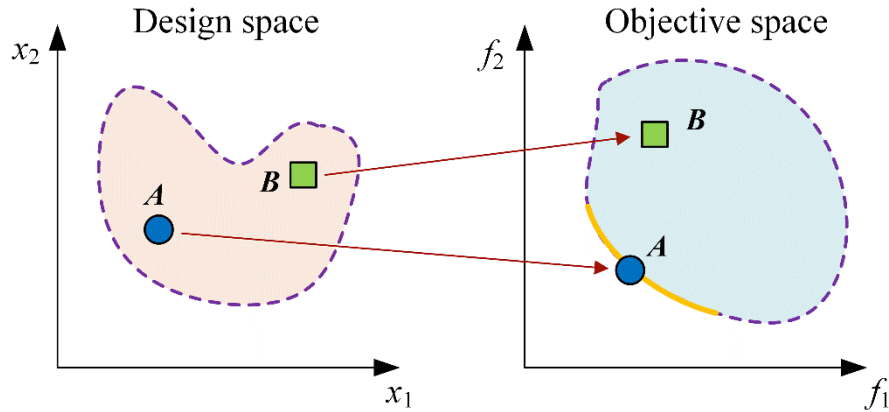 Design space
x₂
A
B
x₁
Objective space
f₂
B
A
f₁